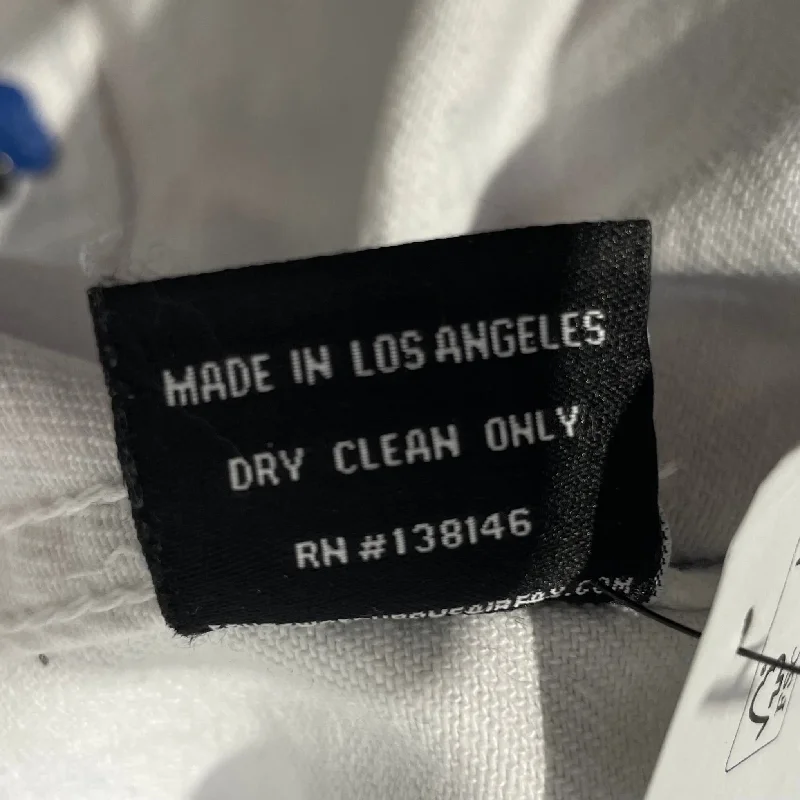 MADE IN LOS ANGELES
DRY CLEAN ONLY
RN #138146